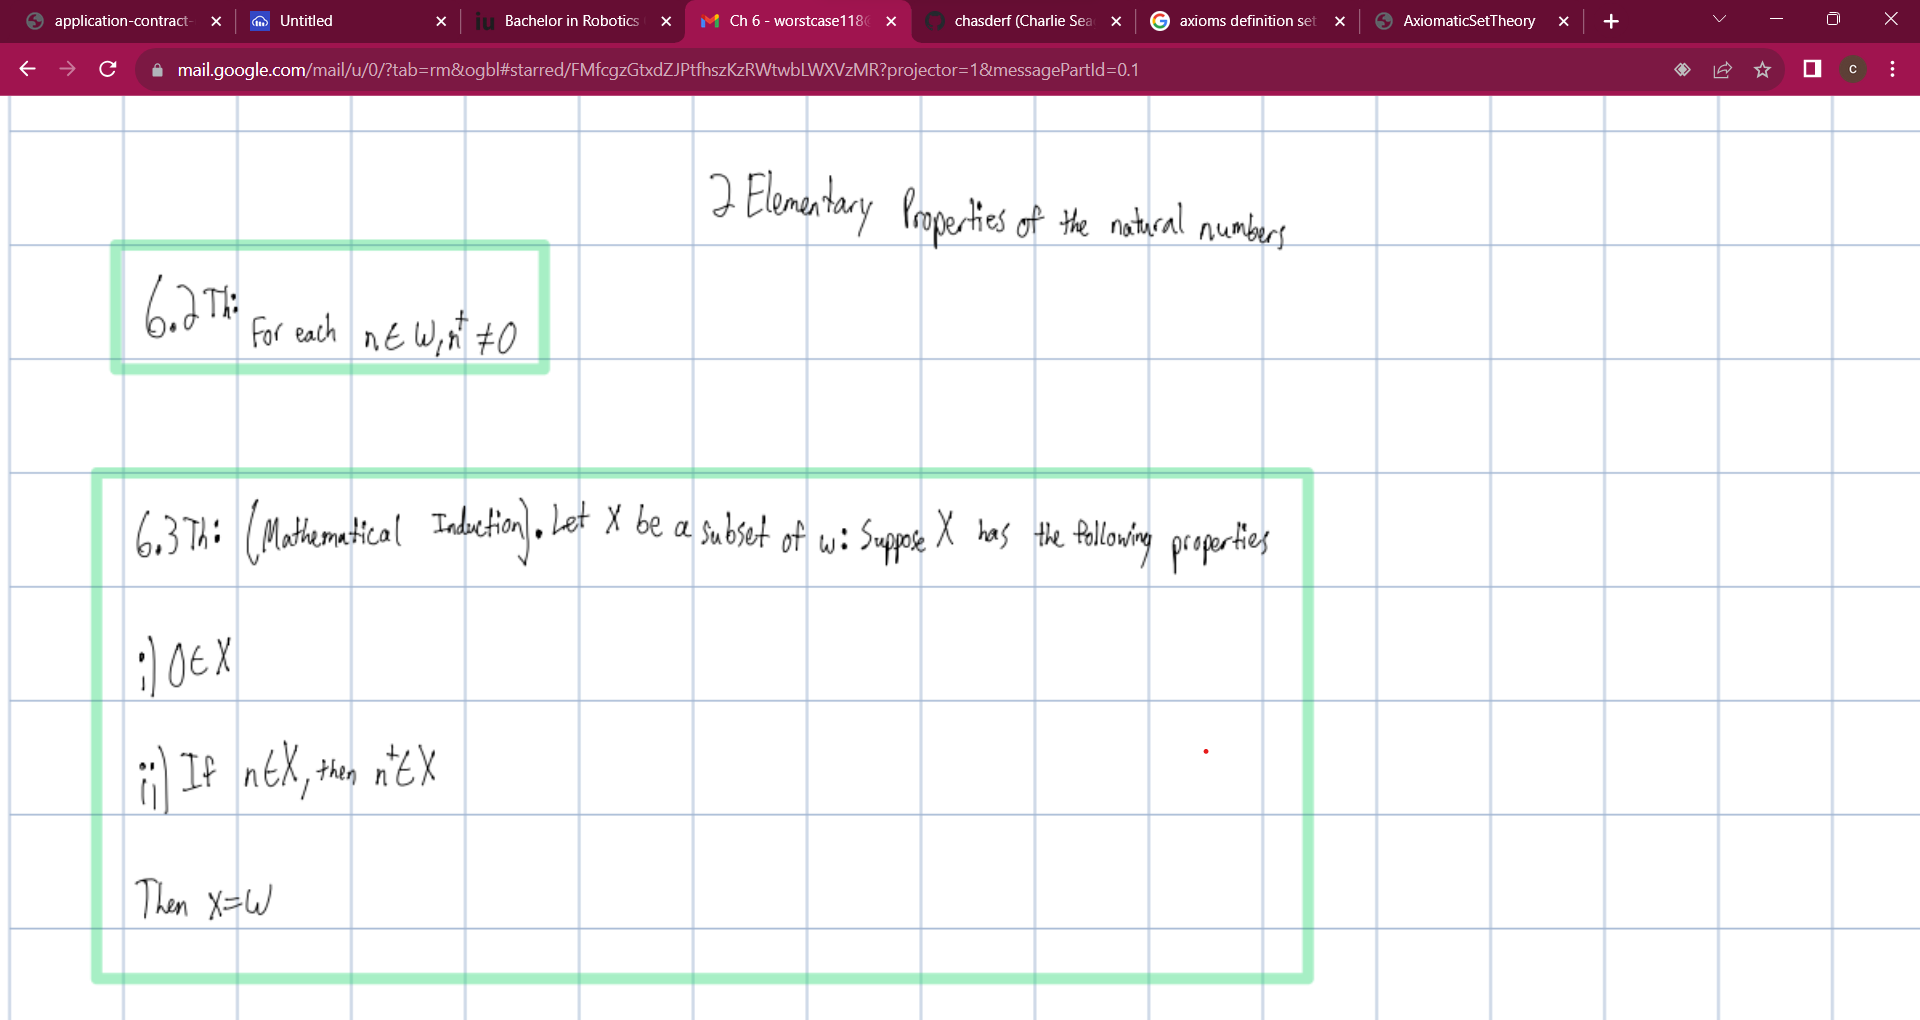 application-contract-
Untitled
Bachelor in Robotics
Ch 6 - worstcase118
chasderf (Charlie Sea
axioms definition set
AxiomaticSetTheory
mail.google.com/mail/u/0/?tab=rm&ogbl#starred/FMfcgzGtxdZJPtfhszKzRWtwbLWXVzMR?projector=1&messagePartId=0.1
c
2 Elementary Properties of the natural numbers
6.2 Th: For each n ∈ W, n⁺ ≠ 0
6.3 Th: (Mathematical Induction). Let X be a subset of w: Suppose X has the following properties
i) 0 ∈ X
ii) If n ∈ X, then n⁺ ∈ X
Then X = W